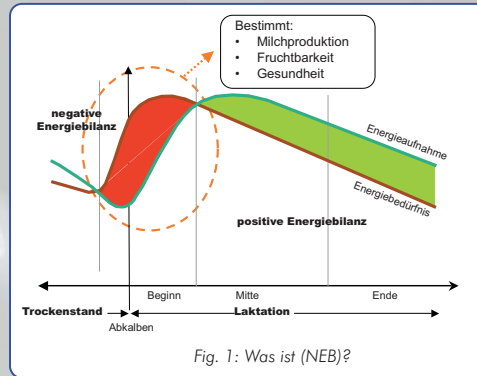 Bestimmt:
• Milchproduktion
• Fruchtbarkeit
• Gesundheit
negative
Energiebilanz
Energieaufnahme
Energiebedürfnis
positive Energiebilanz
Beginn
Mitte
Ende
Trockenstand
Laktation
Abkalben
Fig. 1: Was ist (NEB)?